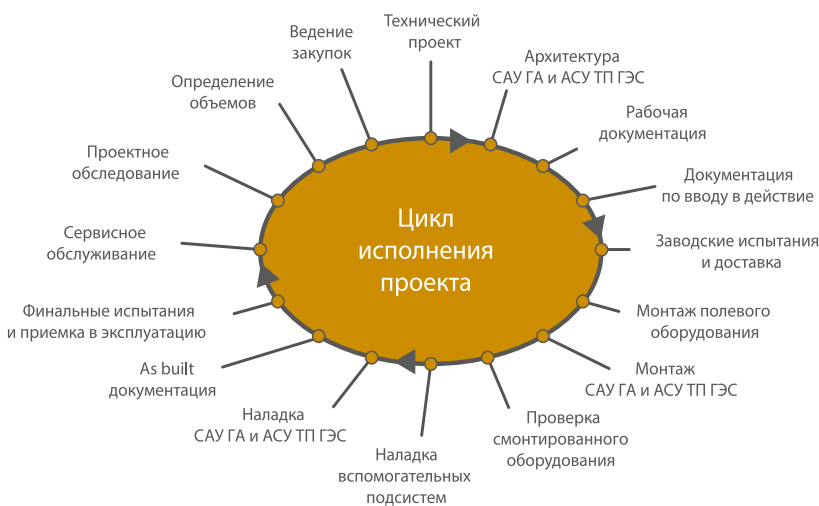 Технический
проект
Архитектура
САУ ГА и АСУ ТП ГЭС
Рабочая
документация
Документация
по вводу в действие
Заводские испытания
и доставка
Монтаж полевого
оборудования
Монтаж
САУ ГА и АСУ ТП ГЭС
Проверка
смонтированного
оборудования
Наладка
вспомогательных
подсистем
Наладка
САУ ГА и АСУ ТП ГЭС
As built
документация
Финальные испытания
и приемка в эксплуатацию
Сервисное
обслуживание
Проектное
обследование
Определение
объемов
Ведение
закупок
Цикл
исполнения
проекта